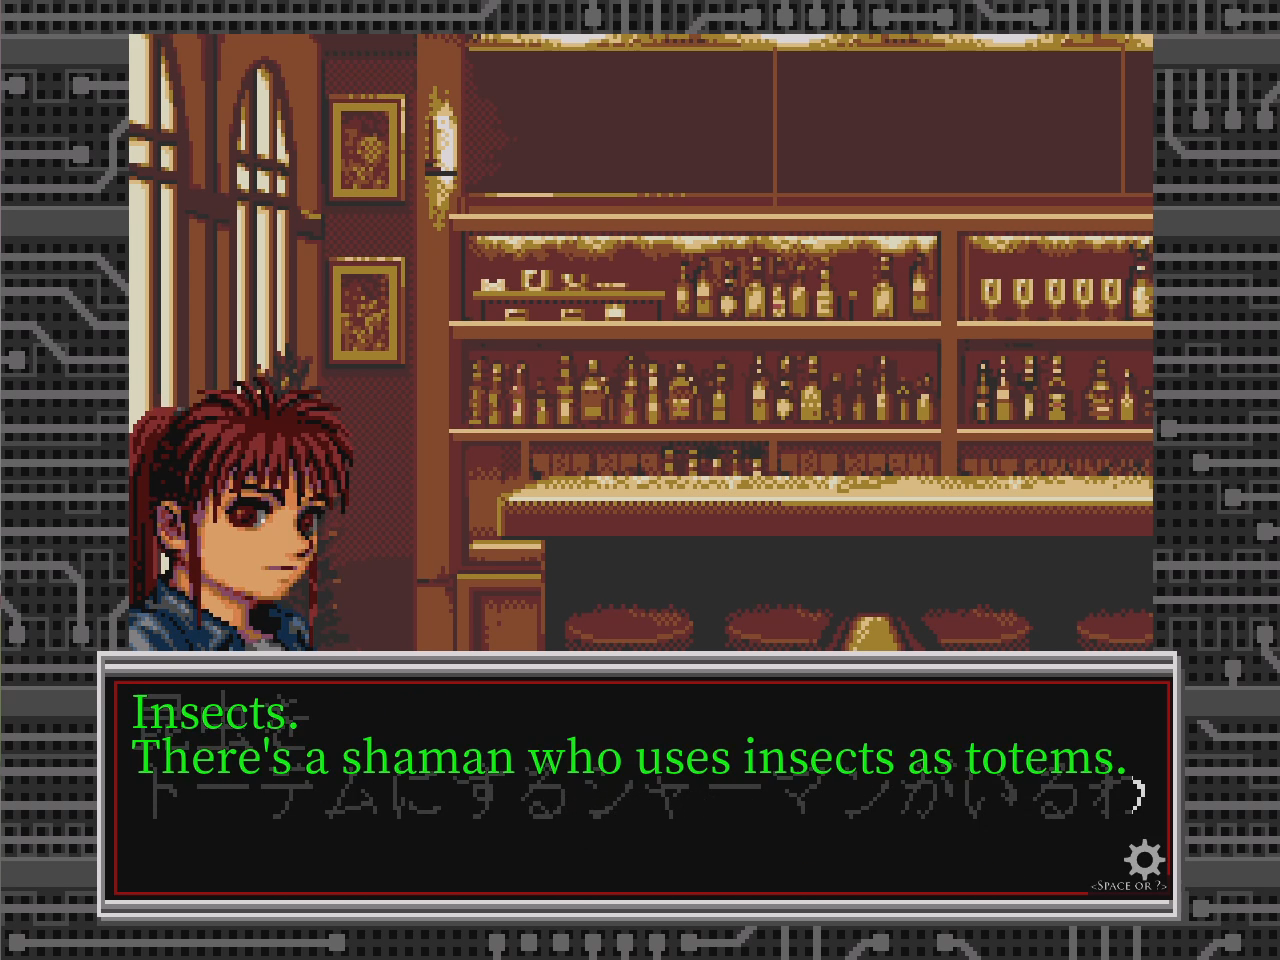 Insects.
There's a shaman who uses insects as totems.
トーテムにするシャーマンがいるわ
<SPACE OR ?>